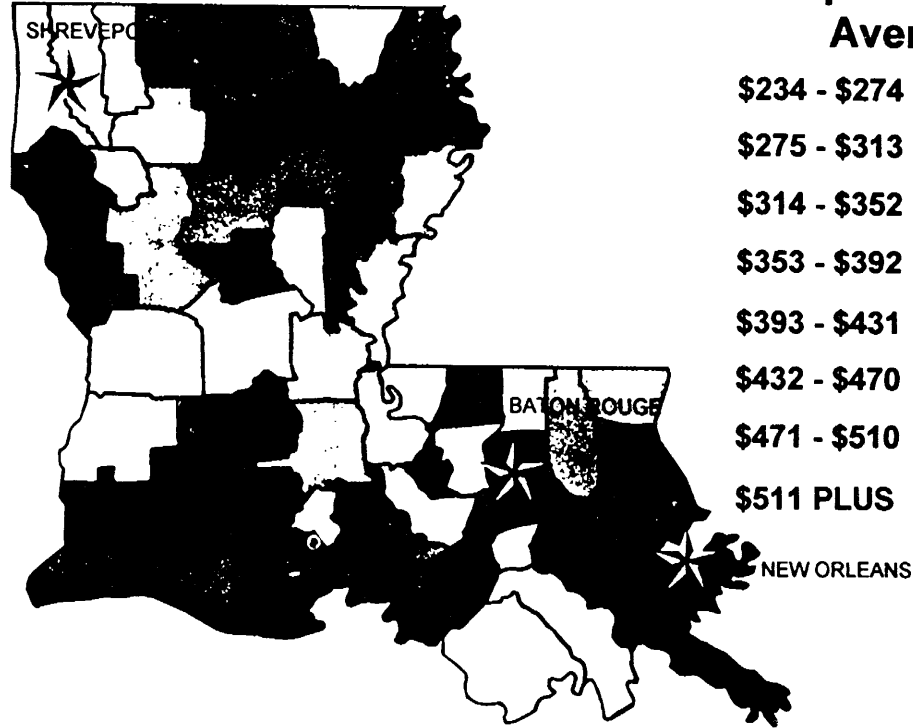 Aver
SHREVEPO
$234 - $274
$275 - $313
$314 - $352
$353 - $392
$393 - $431
BATON ROUGE
$432 - $470
$471 - $510
$511 PLUS
NEW ORLEANS